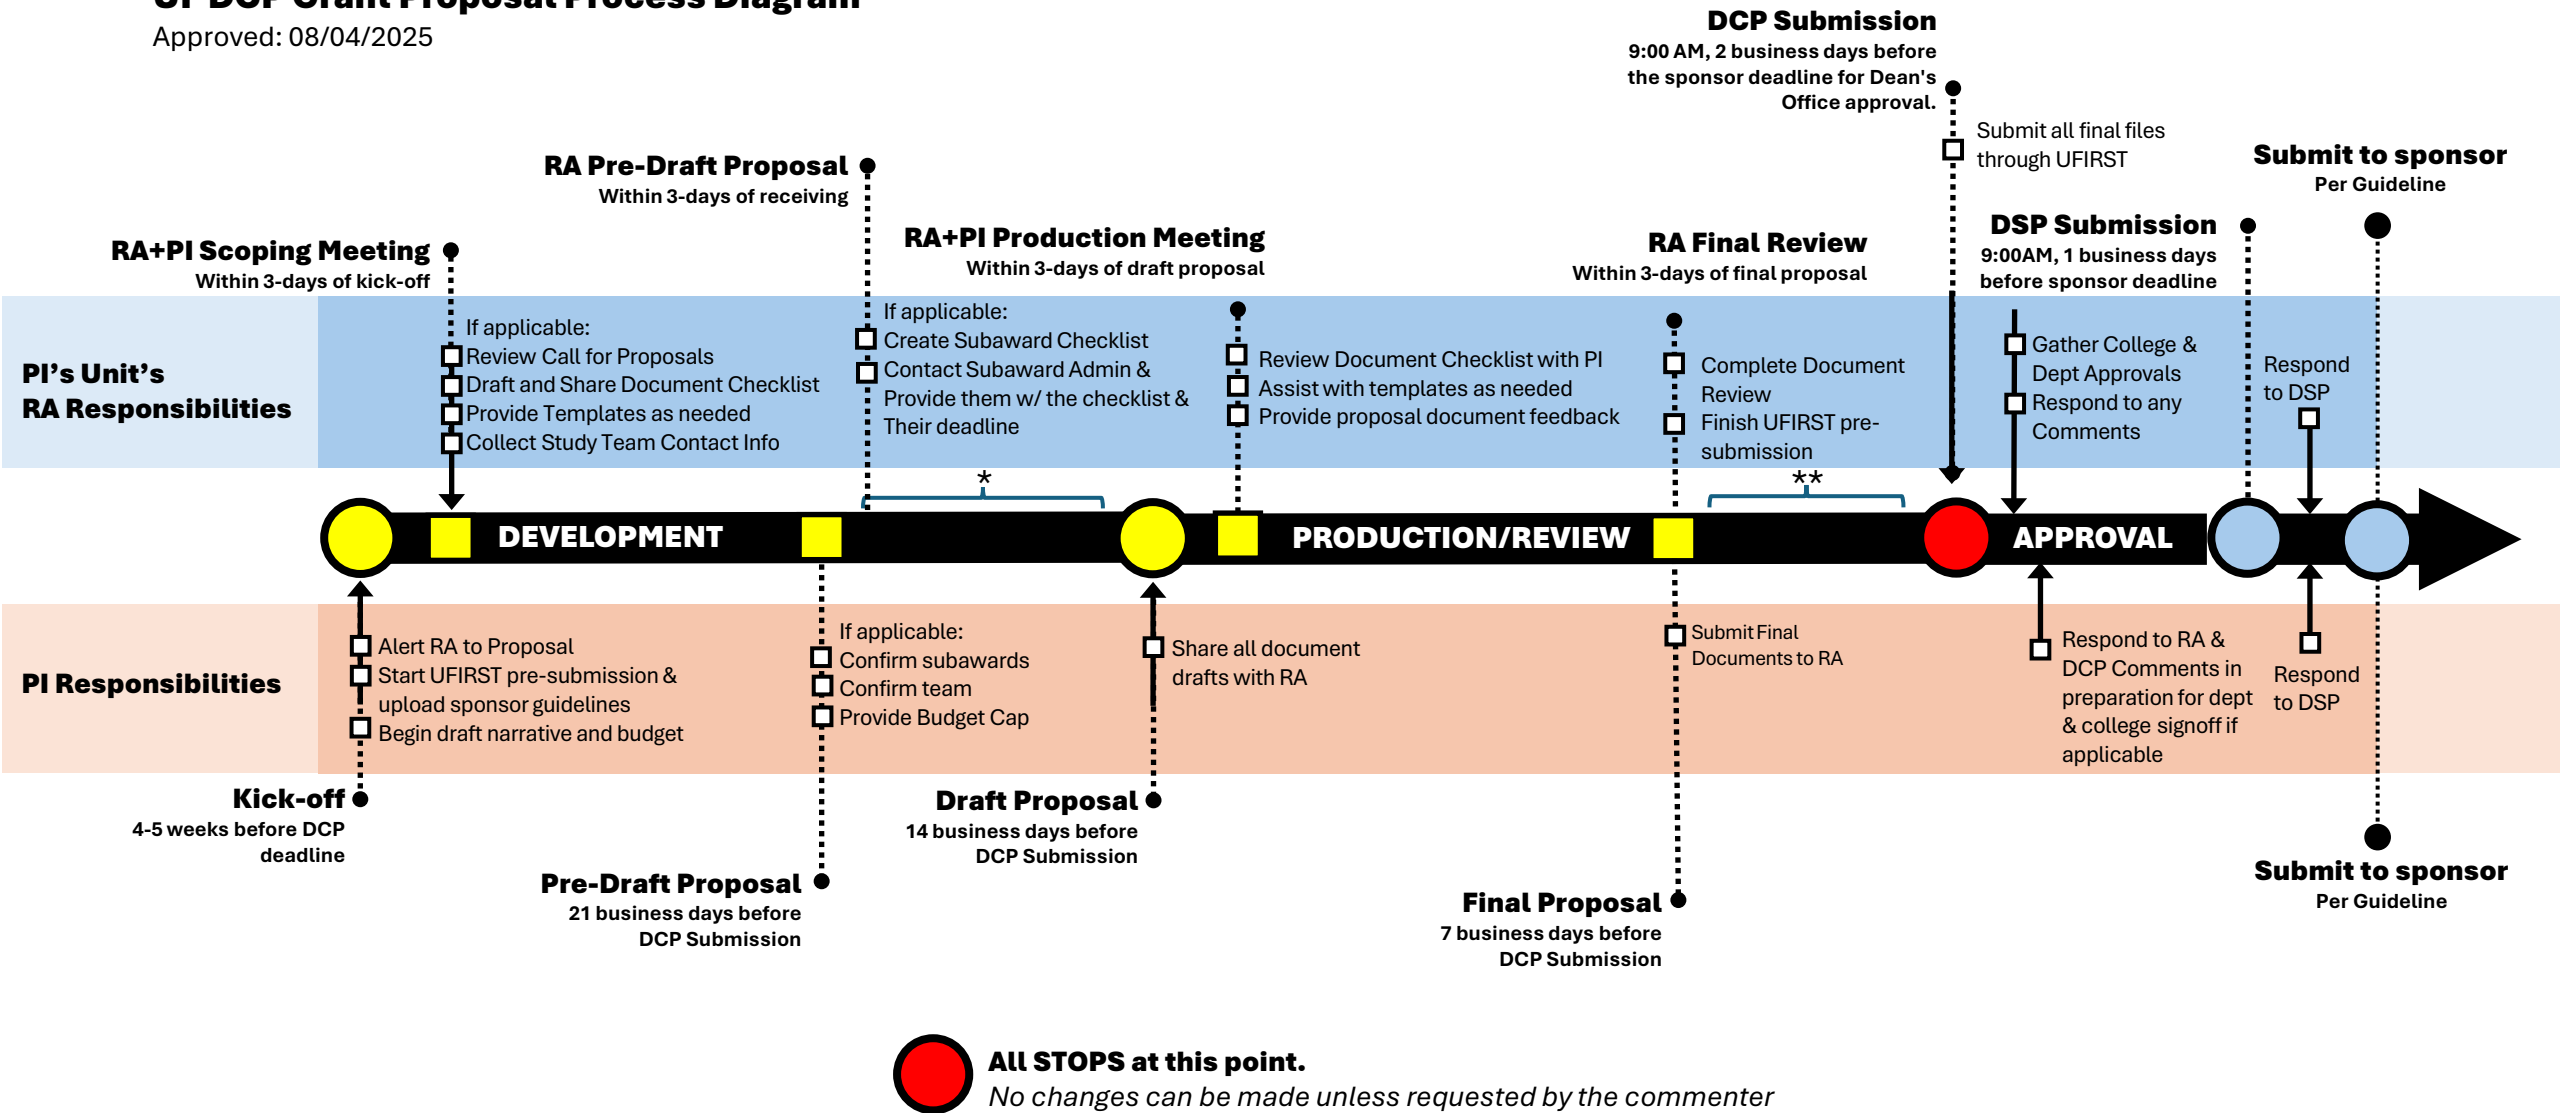 UF DCP Grant Proposal Process Diagram
Approved: 08/04/2025
DCP Submission
9:00 AM, 2 business days before
the sponsor deadline for Dean's
Office approval.
Submit all final files
through UFIRST
Submit to sponsor
Per Guideline
RA Pre-Draft Proposal
Within 3-days of receiving
RA+PI Scoping Meeting
Within 3-days of kick-off
RA+PI Production Meeting
Within 3-days of draft proposal
RA Final Review
Within 3-days of final proposal
DSP Submission
9:00AM, 1 business days
before sponsor deadline
PI’s Unit’s
RA Responsibilities
If applicable:
Review Call for Proposals
Draft and Share Document Checklist
Provide Templates as needed
Collect Study Team Contact Info
If applicable:
Create Subaward Checklist
Contact Subaward Admin &
Provide them w/ the checklist &
Their deadline
Review Document Checklist with PI
Assist with templates as needed
Provide proposal document feedback
Complete Document
Review
Finish UFIRST pre-
submission
Gather College &
Dept Approvals
Respond to any
Comments
Respond
to DSP
*
**
DEVELOPMENT
PRODUCTION/REVIEW
APPROVAL
PI Responsibilities
Alert RA to Proposal
Start UFIRST pre-submission &
upload sponsor guidelines
Begin draft narrative and budget
If applicable:
Confirm subawards
Confirm team
Provide Budget Cap
Share all document
drafts with RA
Submit Final
Documents to RA
Respond to RA &
DCP Comments in
preparation for dept
& college signoff if
applicable
Respond
to DSP
Kick-off
4-5 weeks before DCP
deadline
Pre-Draft Proposal
21 business days before
DCP Submission
Draft Proposal
14 business days before
DCP Submission
Final Proposal
7 business days before
DCP Submission
Submit to sponsor
Per Guideline
All STOPS at this point.
No changes can be made unless requested by the commenter